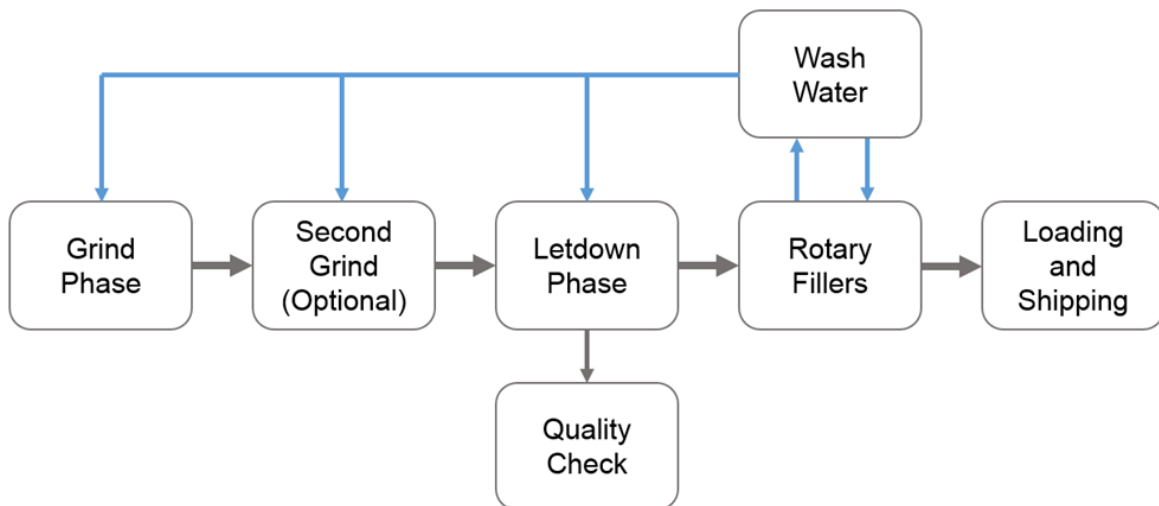 Wash
Water
Grind
Phase
Second
Grind
(Optional)
Letdown
Phase
Rotary
Fillers
Loading
and
Shipping
Quality
Check